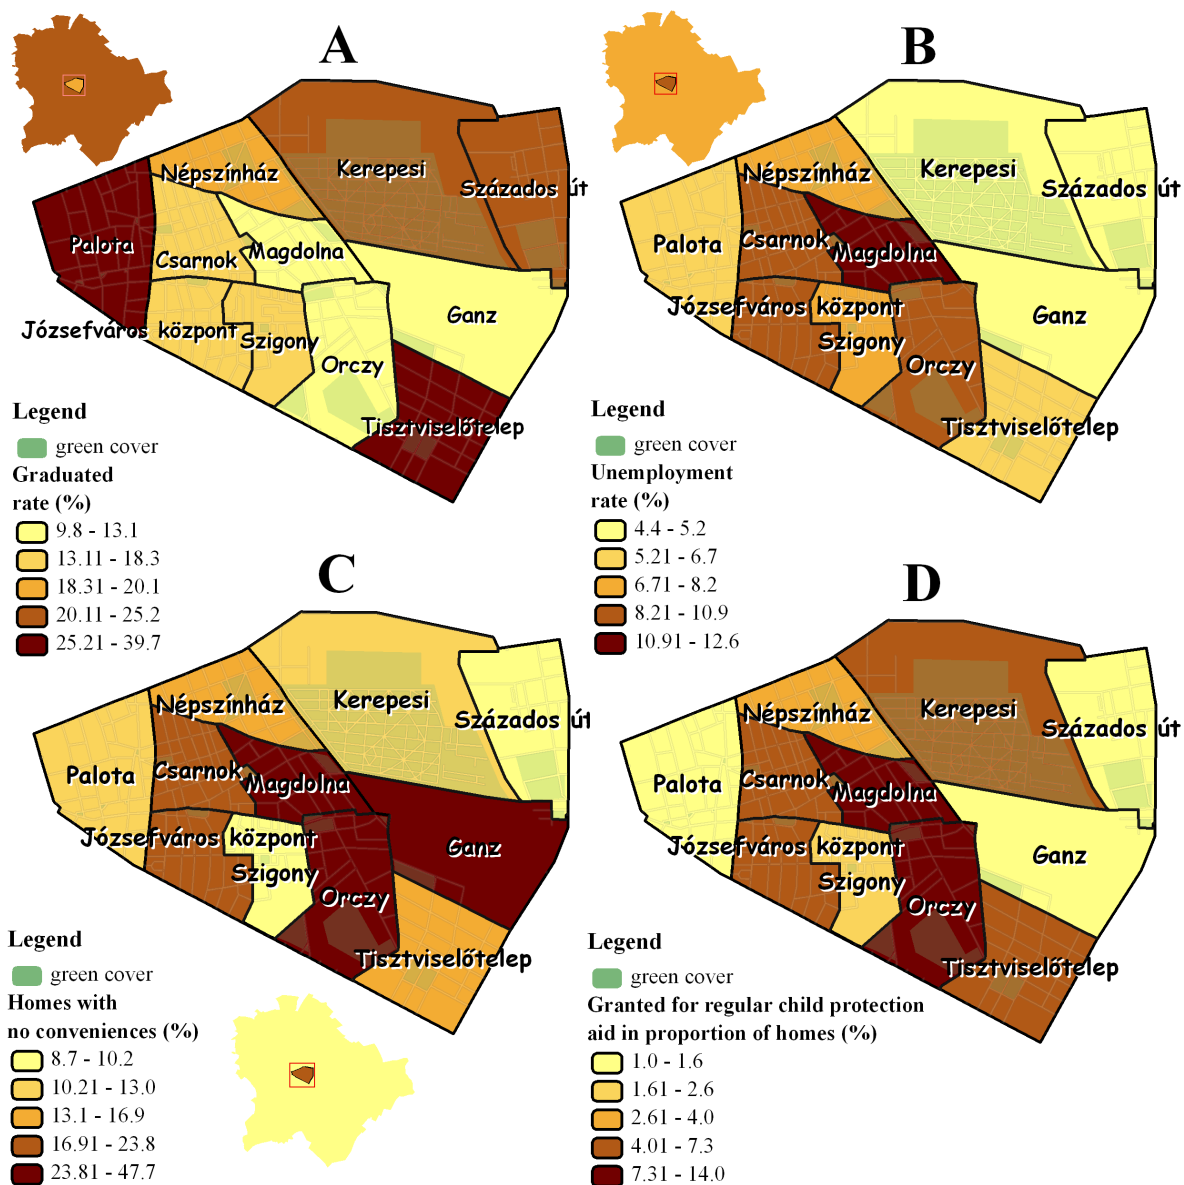 A
Népszínház
Kerepesi
Százados út
Palota
Csarnok
Magdolna
Ganz
Józsefváros központ
Szigony
Orczy
Tisztviselőtelep
Legend
green cover
Graduated
rate (%)
9.8 - 13.1
13.11 - 18.3
18.31 - 20.1
20.11 - 25.2
25.21 - 39.7
B
Népszínház
Kerepesi
Százados út
Palota
Csarnok
Magdolna
Józsefváros központ
Ganz
Szigony
Orczy
Tisztviselőtelep
Legend
green cover
Unemployment
rate (%)
4.4 - 5.2
5.21 - 6.7
6.71 - 8.2
8.21 - 10.9
10.91 - 12.6
C
Népszínház
Kerepesi
Százados út
Palota
Csarnok
Magdolna
Józsefváros központ
Ganz
Szigony
Orczy
Tisztviselőtelep
Legend
green cover
Homes with
no conveniences (%)
8.7 - 10.2
10.21 - 13.0
13.1 - 16.9
16.91 - 23.8
23.81 - 47.7
D
Népszínház
Kerepesi
Százados út
Palota
Csarnok
Magdolna
Józsefváros központ
Ganz
Szigony
Orczy
Tisztviselőtelep
Legend
green cover
Granted for regular child protection
aid in proportion of homes (%)
1.0 - 1.6
1.61 - 2.6
2.61 - 4.0
4.01 - 7.3
7.31 - 14.0